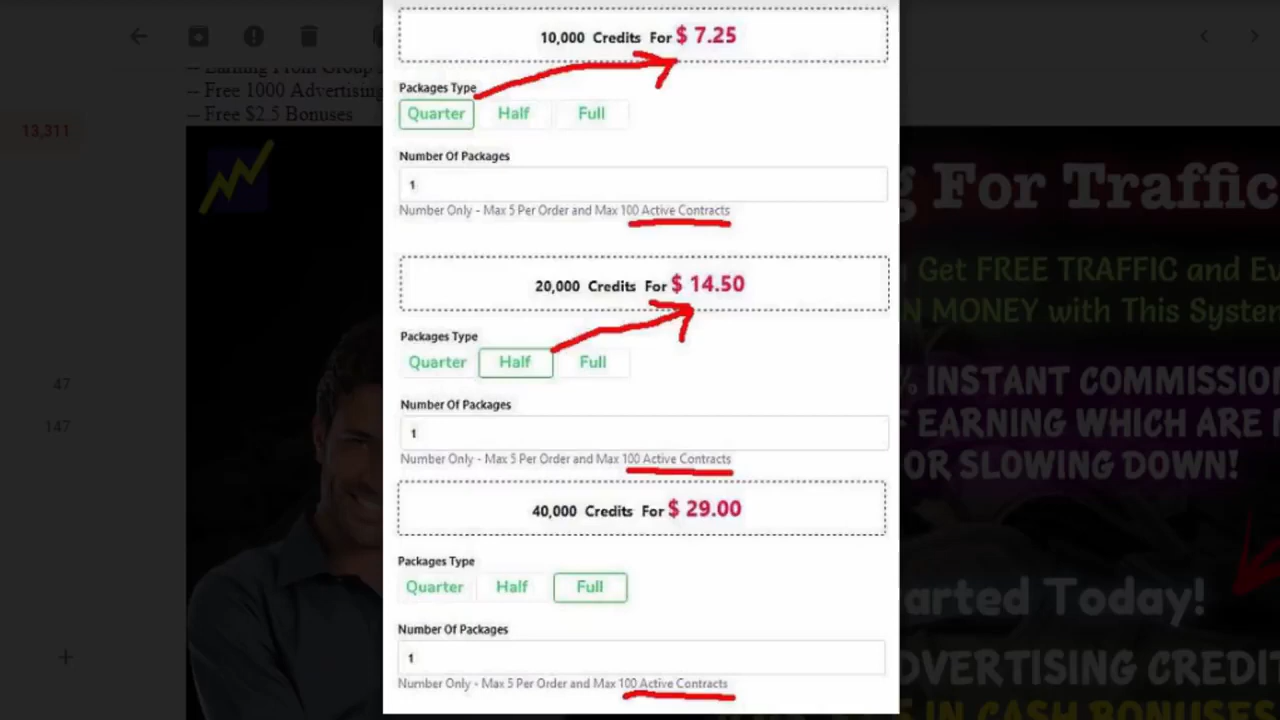 10,000 Credits For $ 7.25
-- Earning From Group
Packages Type
-- Free 1000 Advertising
Quarter Half Full
-- Free $2.5 Bonuses
13,311
Number Of Packages
1
For Traffic
Number Only - Max 5 Per Order and Max 100 Active Contracts
20,000 Credits For $ 14.50
Get FREE TRAFFIC and
MONEY with This System
Packages Type
Quarter Half Full
47
% INSTANT COMMISSION
Number Of Packages
1
147
EARNING WHICH ARE
Number Only - Max 5 Per Order and Max 100 Active Contracts
OR SLOWING DOWN!
40,000 Credits For $ 29.00
Packages Type
Quarter Half Full
arted Today!
Number Of Packages
1
DVERTISING CREDIT
Number Only - Max 5 Per Order and Max 100 Active Contracts
IN CASH BONUSES